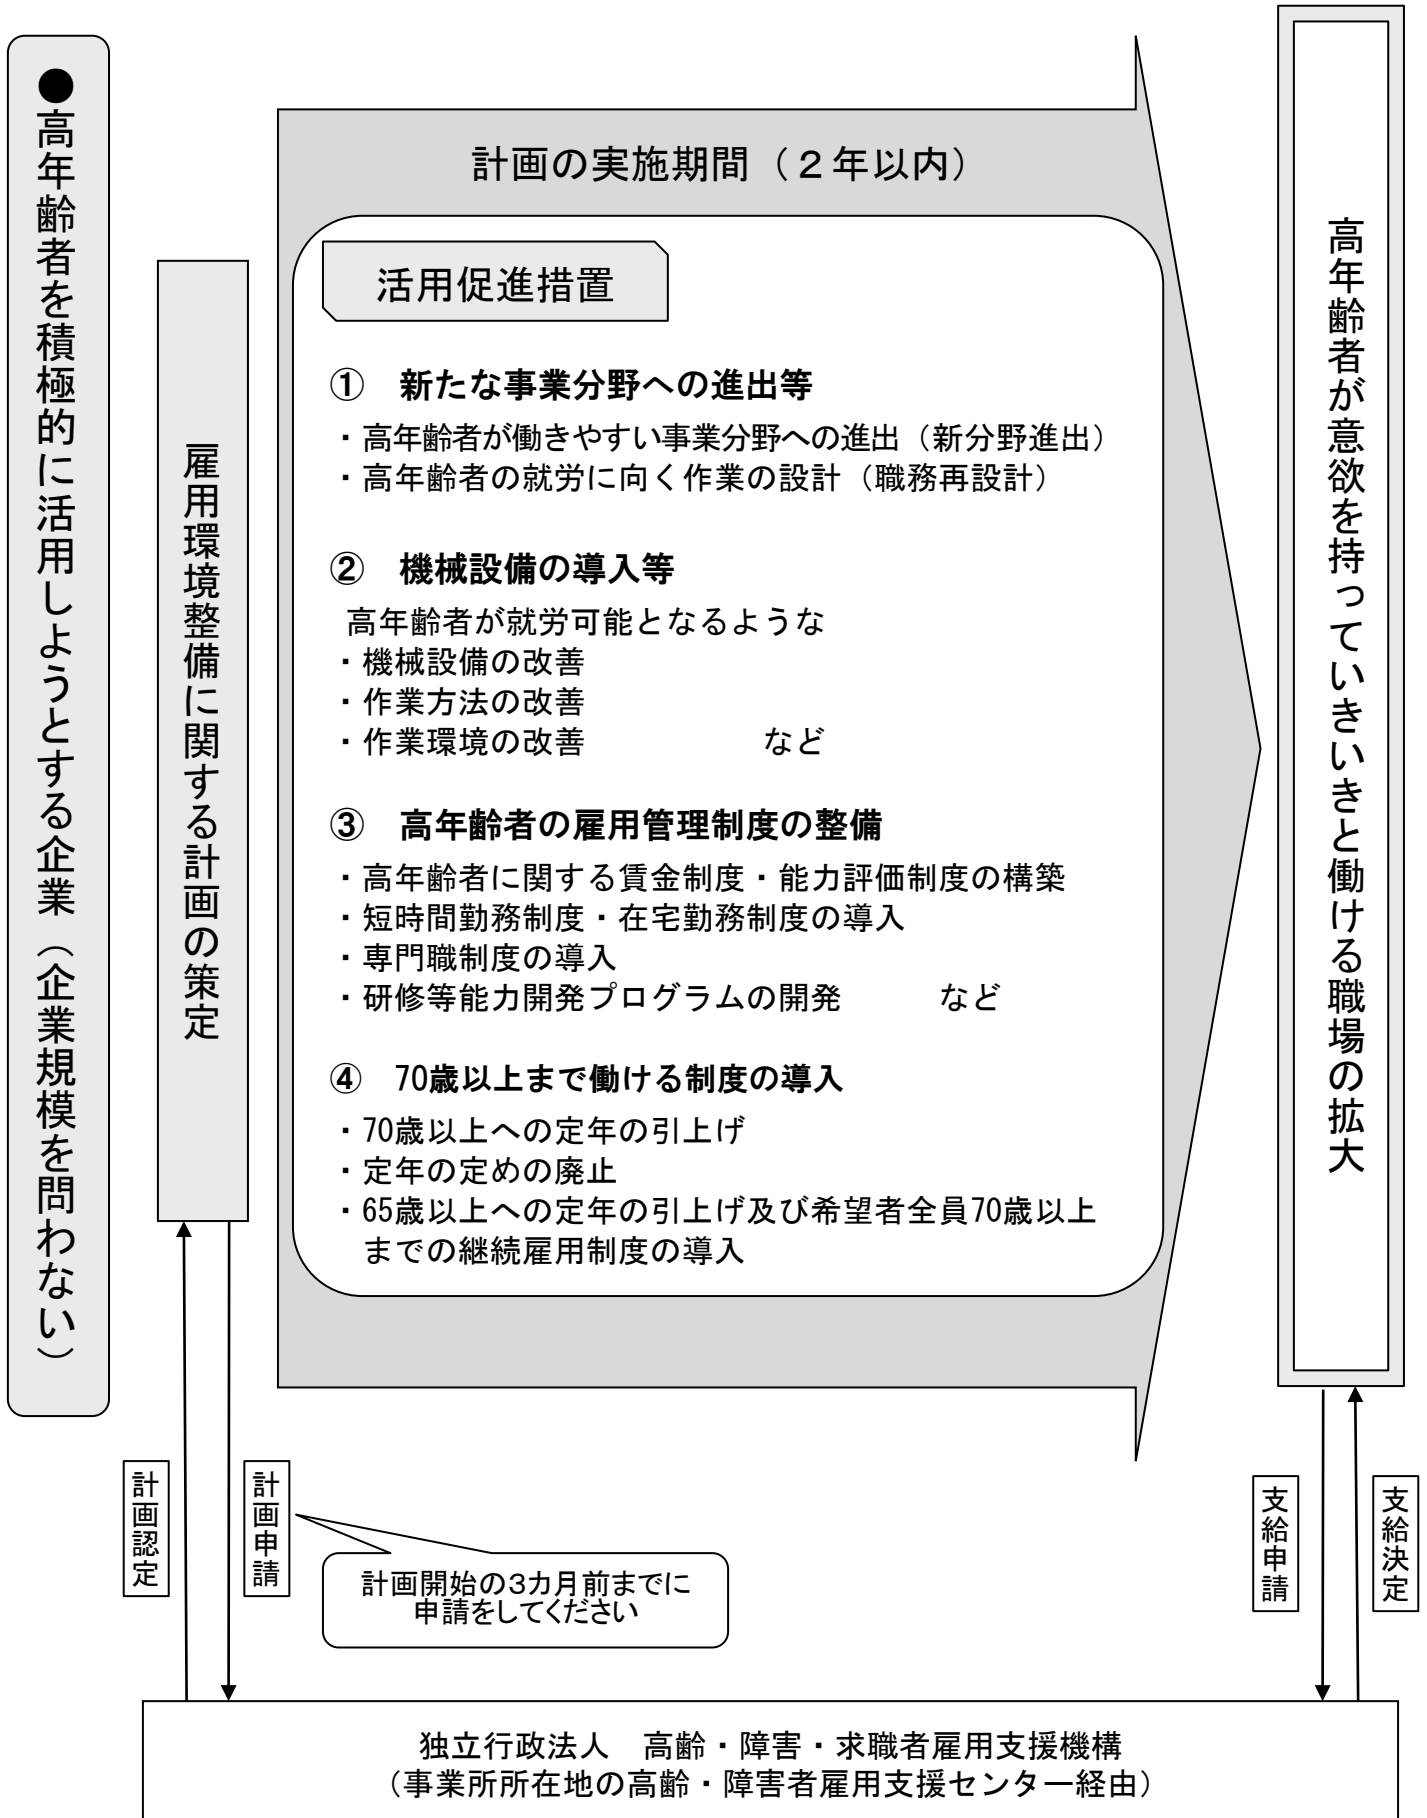 ●高年齢者を積極的に活用しようとする企業（企業規模を問わない）
雇用環境整備に関する計画の策定
計画の実施期間（２年以内）
活用促進措置
①　新たな事業分野への進出等
・高年齢者が働きやすい事業分野への進出（新分野進出）
・高年齢者の就労に向く作業の設計（職務再設計）
②　機械設備の導入等
高年齢者が就労可能となるような
・機械設備の改善
・作業方法の改善
・作業環境の改善　　　　　など
③　高年齢者の雇用管理制度の整備
・高年齢者に関する賃金制度・能力評価制度の構築
・短時間勤務制度・在宅勤務制度の導入
・専門職制度の導入
・研修等能力開発プログラムの開発　　　など
④　70歳以上まで働ける制度の導入
・70歳以上への定年の引上げ
・定年の定めの廃止
・65歳以上への定年の引上げ及び希望者全員70歳以上
までの継続雇用制度の導入
高年齢者が意欲を持っていきいきと働ける職場の拡大
計画認定
計画申請
計画開始の3カ月前までに
申請をしてください
支給申請
支給決定
独立行政法人　高齢・障害・求職者雇用支援機構
（事業所所在地の高齢・障害者雇用支援センター経由）